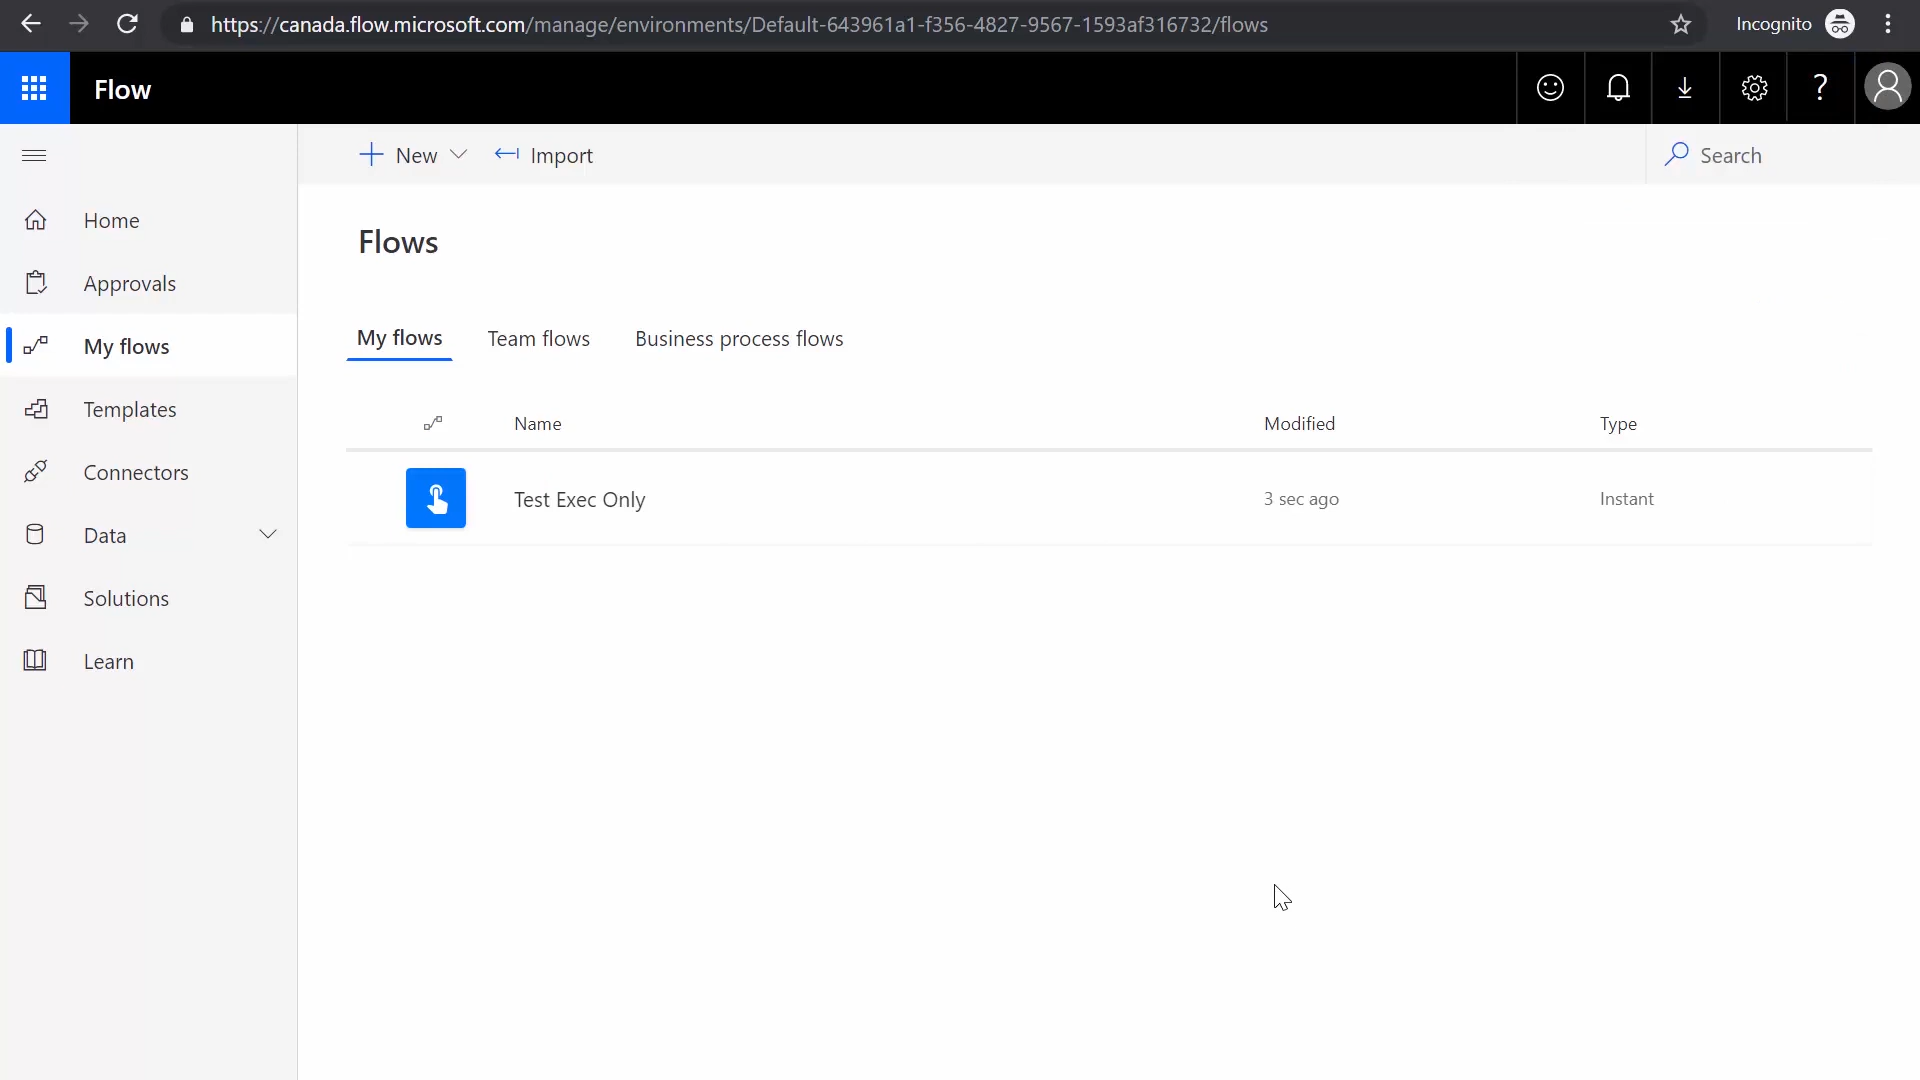 https://canada.flow.microsoft.com/manage/environments/Default-643961a1-f356-4827-9567-1593af316732/flows
Incognito
Flow
?
New
Import
Search
Home
Approvals
My flows
Templates
Connectors
Data
Solutions
Learn
Flows
My flows Team flows Business process flows
Name Modified Type
Test Exec Only 3 sec ago Instant